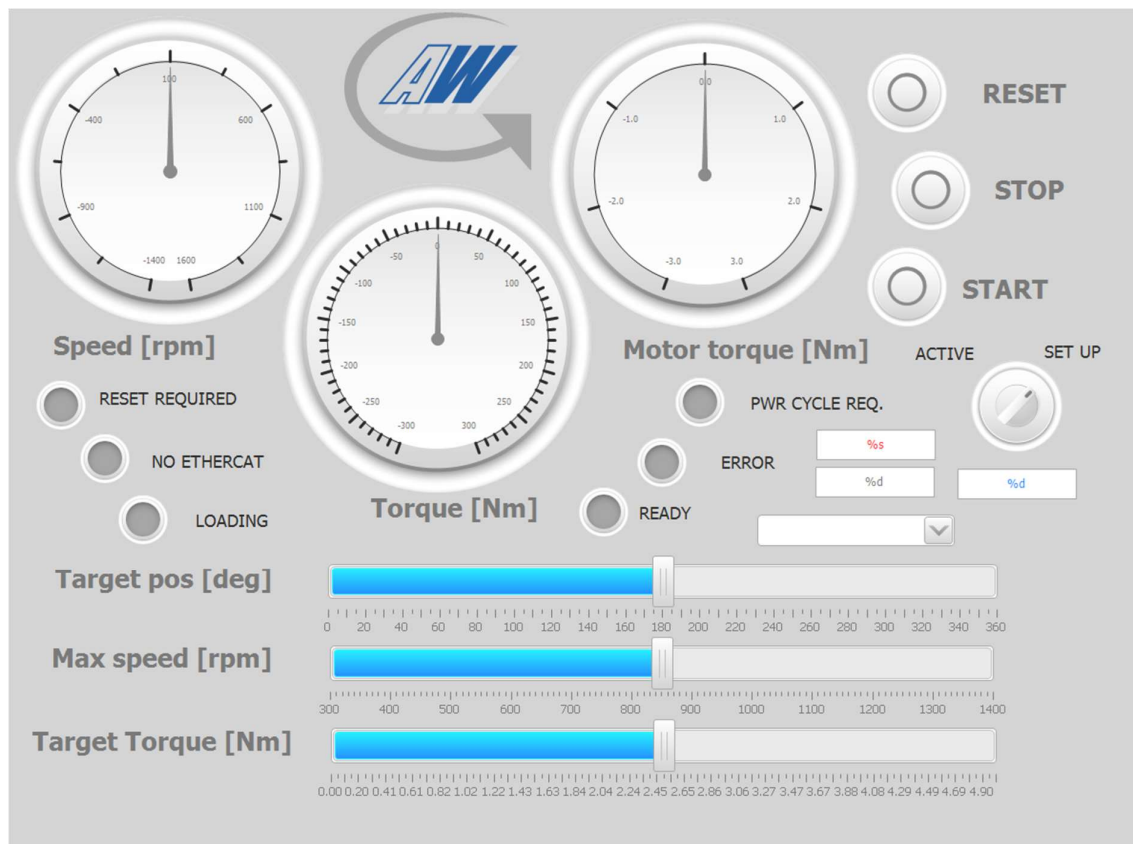 AW
RESET
STOP
START
100
-400
600
-900
1100
-1400 1600
Speed [rpm]
0.0
-1.0
1.0
-2.0
2.0
-3.0
3.0
Motor torque [Nm]
0
-50
50
-100
100
-150
150
-200
200
-250
250
-300
300
Torque [Nm]
ACTIVE
SET UP
RESET REQUIRED
NO ETHERCAT
LOADING
PWR CYCLE REQ.
ERROR
READY
%s
%d
%d
Target pos [deg]
0 20 40 60 80 100 120 140 160 180 200 220 240 260 280 300 320 340 360
Max speed [rpm]
300 400 500 600 700 800 900 1000 1100 1200 1300 1400
Target Torque [Nm]
0.00 0.20 0.41 0.61 0.82 1.02 1.22 1.43 1.63 1.84 2.04 2.24 2.45 2.65 2.86 3.06 3.27 3.47 3.67 3.88 4.08 4.29 4.49 4.69 4.90